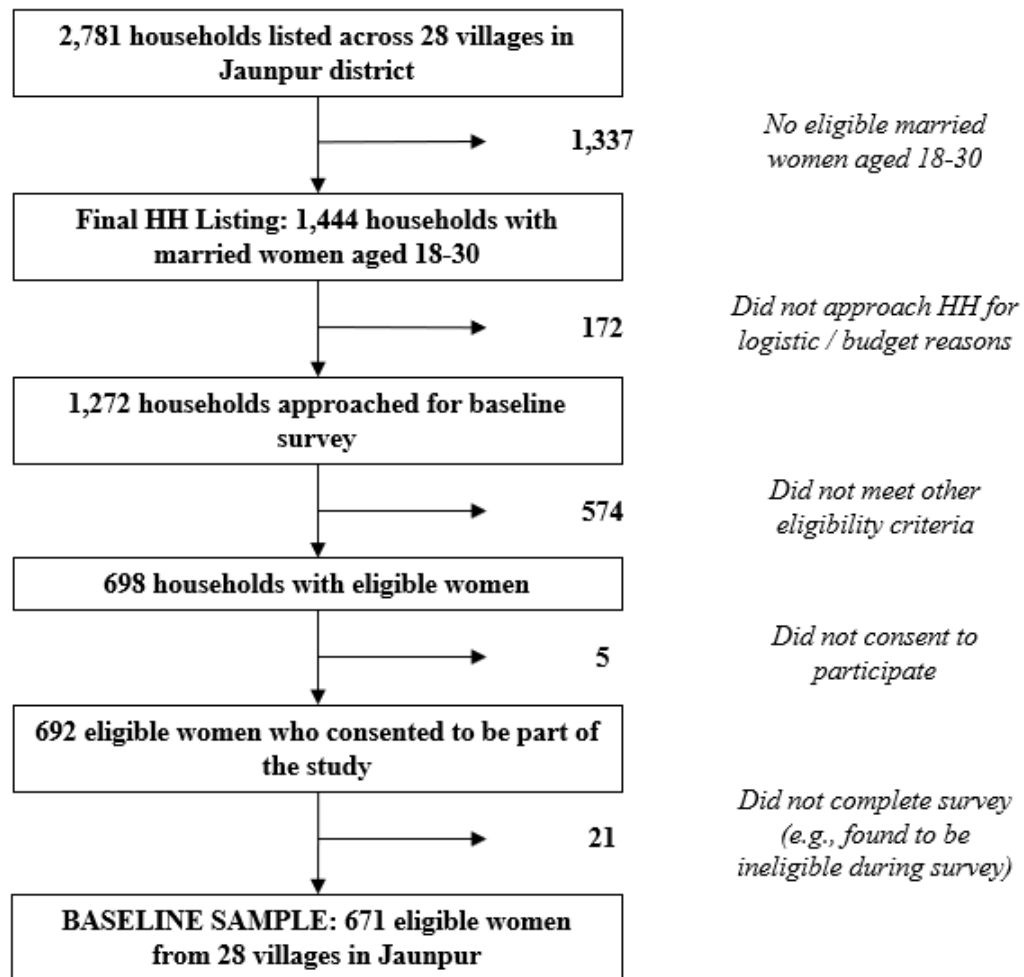 2,781 households listed across 28 villages in
Jaunpur district
1,337
No eligible married
women aged 18-30
Final HH Listing: 1,444 households with
married women aged 18-30
172
Did not approach HH for
logistic / budget reasons
1,272 households approached for baseline
survey
574
Did not meet other
eligibility criteria
698 households with eligible women
5
Did not consent to
participate
692 eligible women who consented to be part of
the study
21
Did not complete survey
(e.g., found to be
ineligible during survey)
BASELINE SAMPLE: 671 eligible women
from 28 villages in Jaunpur